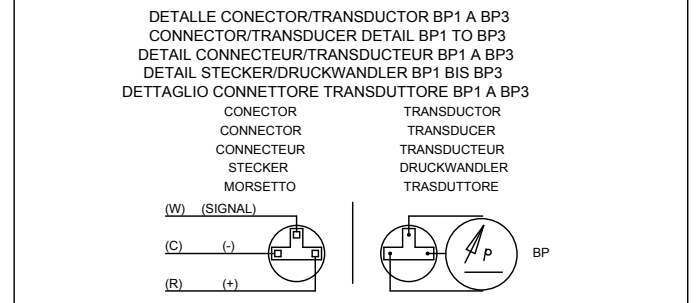 DETALLE CONECTOR/TRANSDUCTOR BP1 A BP3
CONNECTOR/TRANSDUCER DETAIL BP1 TO BP3
DETAIL CONNECTEUR/TRANSDUCTEUR BP1 A BP3
DETAIL STECKER/DRUCKWANDLER BP1 BIS BP3
DETTAGLIO CONNETTORE TRANSDUTTORE BP1 A BP3
CONECTOR TRANSDUCTOR
CONNECTOR TRANSDUCER
CONNECTEUR TRANSDUCTEUR
STECKER DRUCKWANDLER
MORSETTO TRASDUTTORE
(W) (SIGNAL)
(C) (-) P BP
(R) (+)